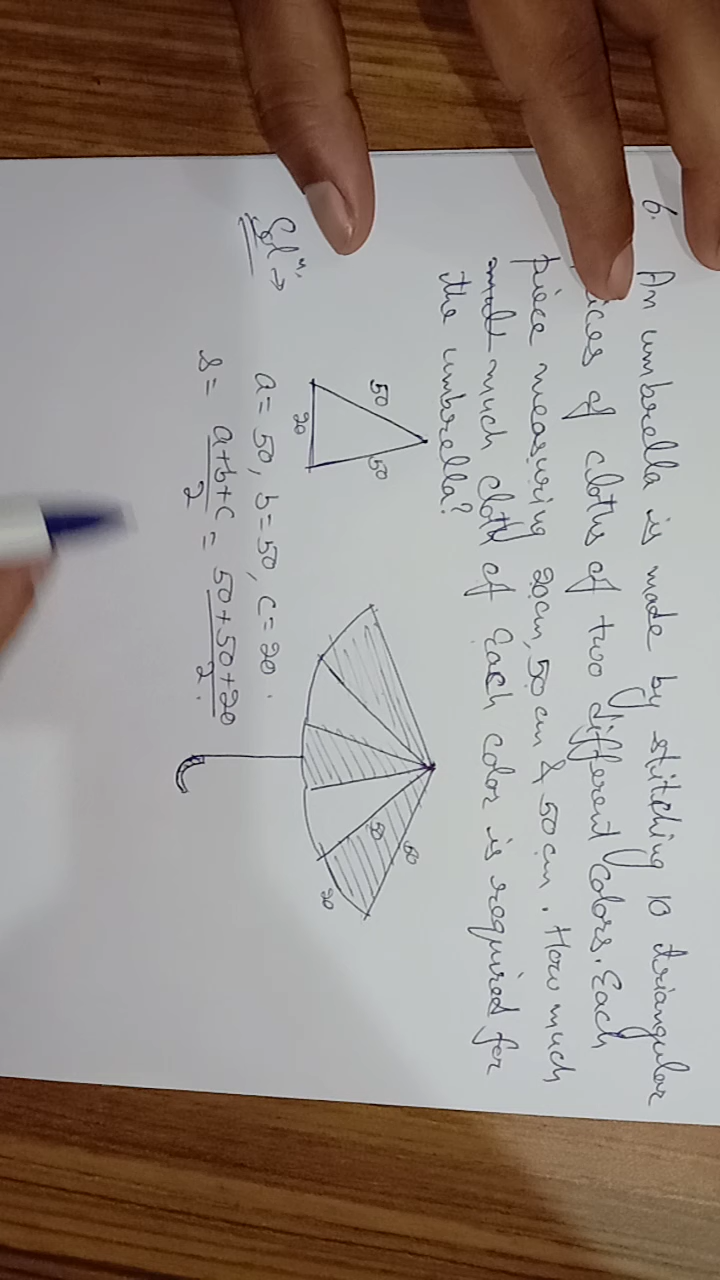 6. An umbrella is made by stitching 10 triangular
ices of cloths of two different colors. Each
piece measuring 20cm, 50 cm & 50 cm. How much
much cloth of Each color is required for
the umbrella?
Solⁿ. →
50 50
20
50
50
20
a = 50, b = 50, c = 20.
s = a+b+c/2 = 50+50+20/2.